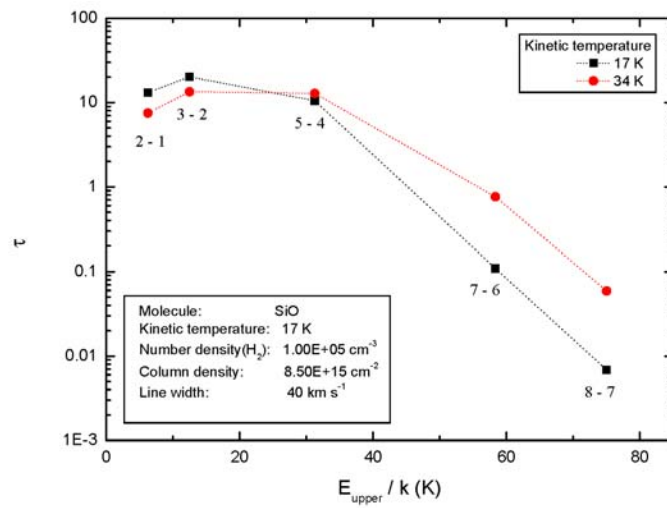 100
10
1
0.1
0.01
1E-3
τ
0
20
40
60
80
E_upper / k (K)
Kinetic temperature
17 K
34 K
2 - 1
3 - 2
5 - 4
7 - 6
8 - 7
Molecule: SiO
Kinetic temperature: 17 K
Number density(H₂): 1.00E+05 cm⁻³
Column density: 8.50E+15 cm⁻²
Line width: 40 km s⁻¹